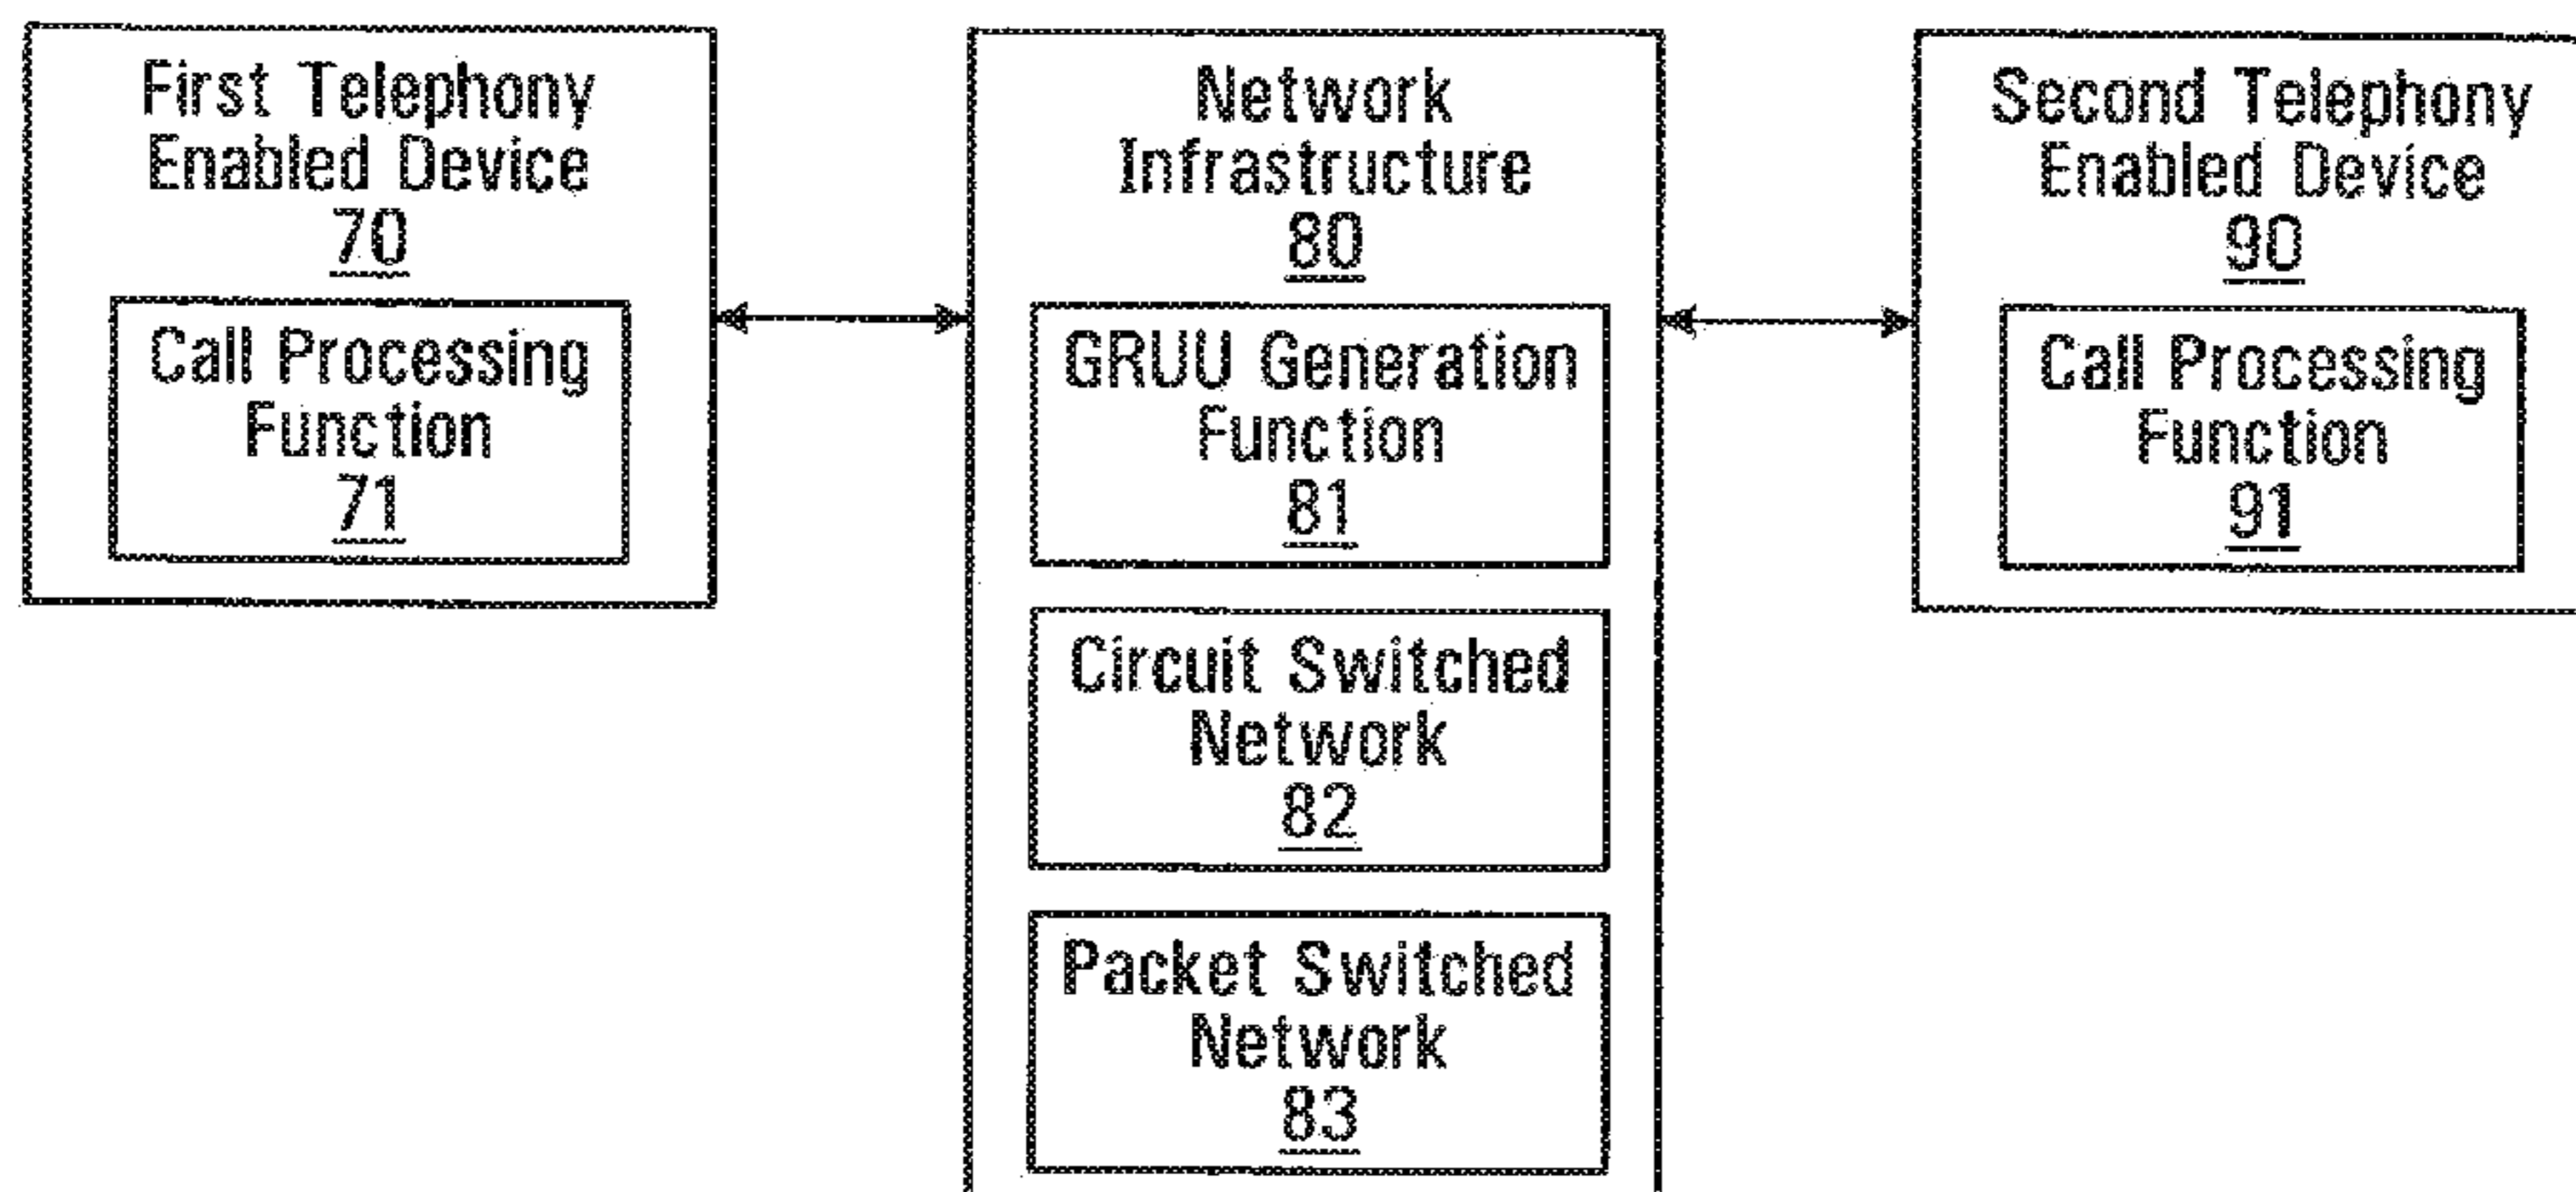 First Telephony
Enabled Device
70
Call Processing
Function
71
Network
Infrastructure
80
GRUU Generation
Function
81
Circuit Switched
Network
82
Packet Switched
Network
83
Second Telephony
Enabled Device
90
Call Processing
Function
91